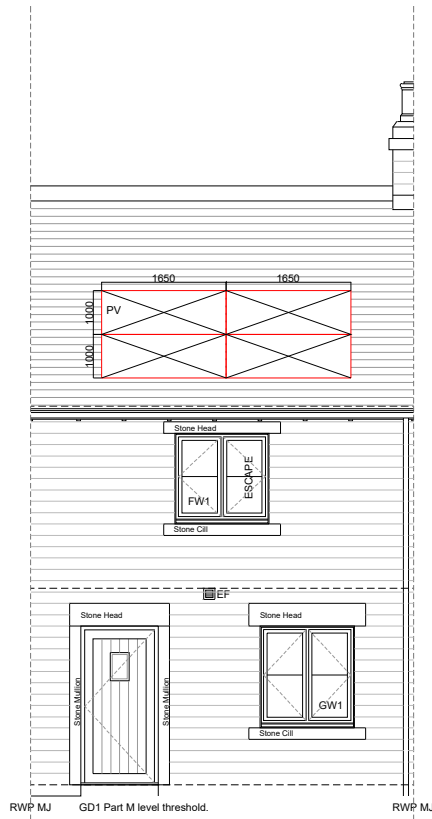 1650
1650
1000
PV
1000
Stone Head
ESCAPE
FW1
Stone Cill
EF
Stone Head
Stone Head
Stone Mullion
Stone Mullion
GW1
Stone Cill
RWP MJ
GD1 Part M level threshold.
RWP MJ